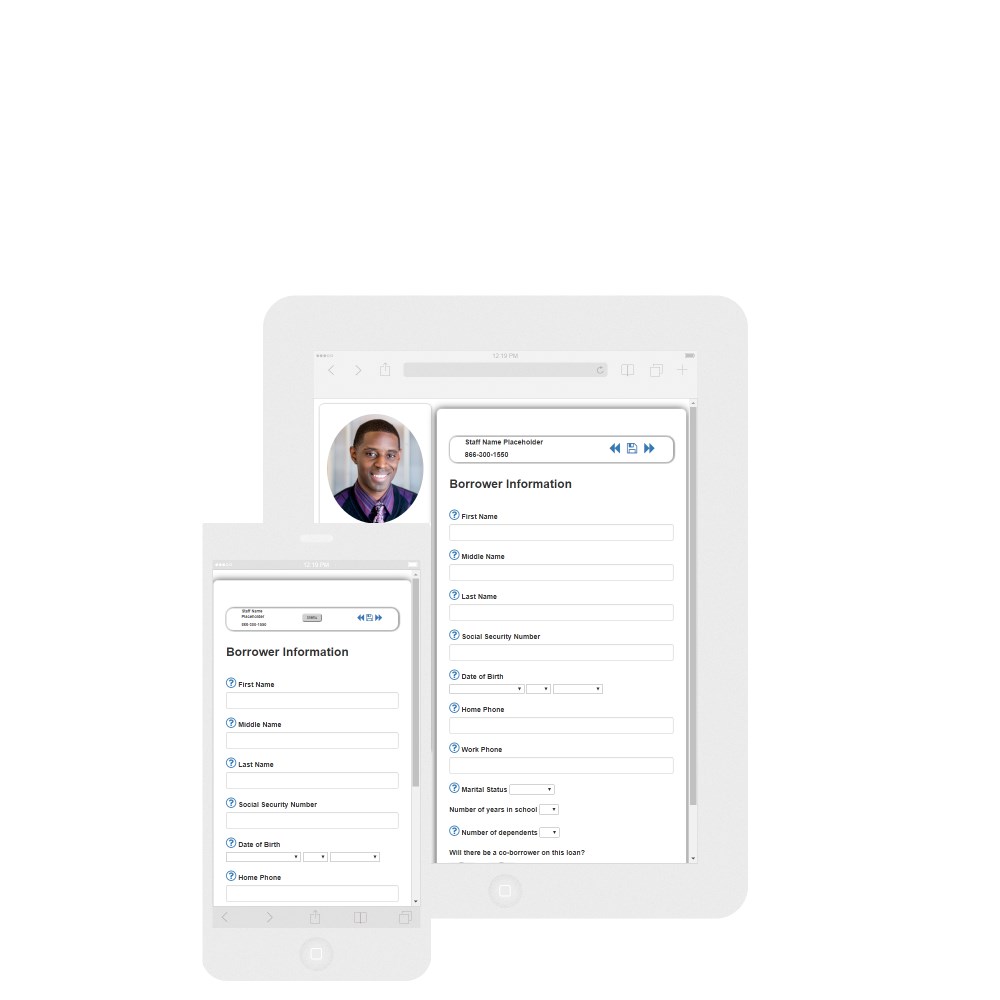 12:19 PM
Staff Name Placeholder
866-300-1550
Borrower Information
First Name
Middle Name
Last Name
Social Security Number
Date of Birth
Home Phone
Work Phone
Marital Status
Number of years in school
Number of dependents
Will there be a co-borrower on this loan?
12:19 PM
Staff Name
Placeholder
866-300-1550
Menu
Borrower Information
First Name
Middle Name
Last Name
Social Security Number
Date of Birth
Home Phone